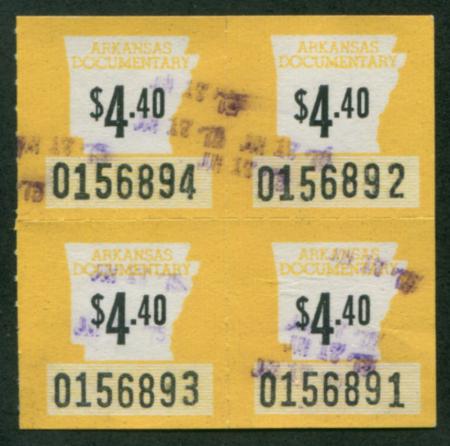 ARKANSAS
DOCUMENTARY
$4.40
0156894
ARKANSAS
DOCUMENTARY
$4.40
0156892
ARKANSAS
DOCUMENTARY
$4.40
0156893
ARKANSAS
DOCUMENTARY
$4.40
0156891